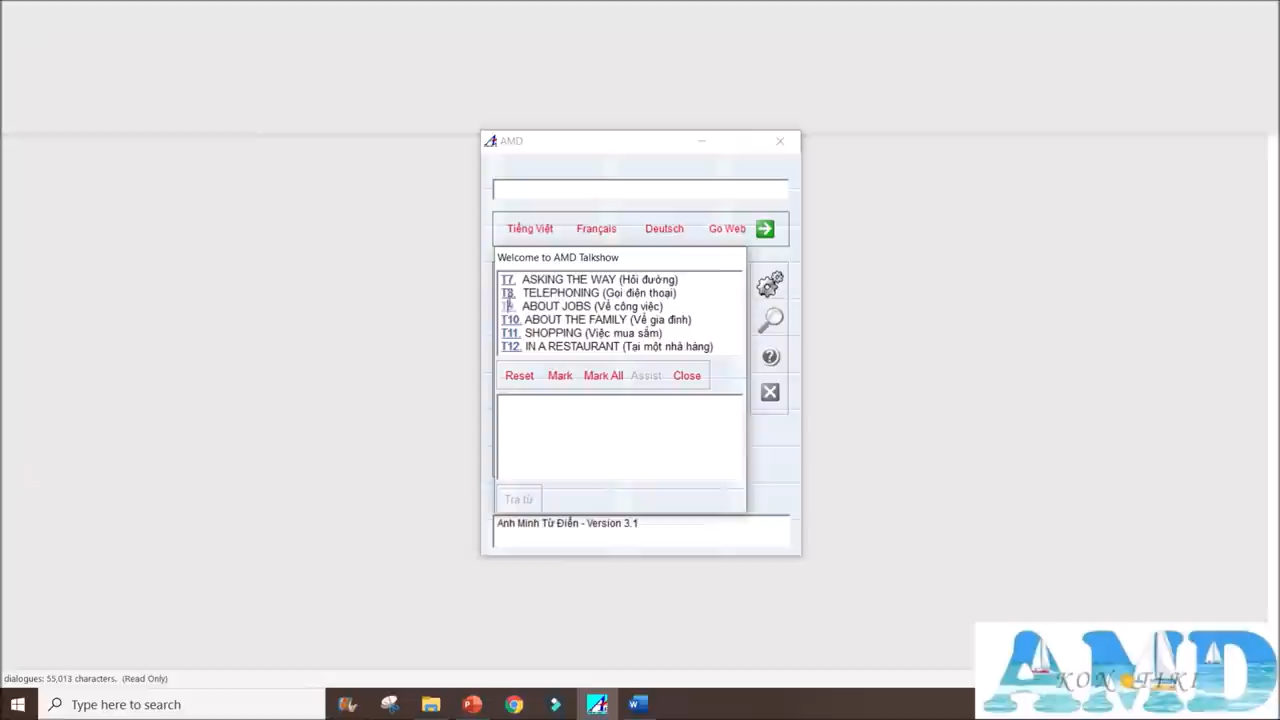 AMD
Tiếng Việt Français Deutsch Go Web
Welcome to AMD Talkshow
T7. ASKING THE WAY (Hỏi đường)
T8. TELEPHONING (Gọi điện thoại)
ABOUT JOBS (Về công việc)
T10. ABOUT THE FAMILY (Về gia đình)
T11. SHOPPING (Việc mua sắm)
T12. IN A RESTAURANT (Tại một nhà hàng)
Reset Mark Mark All Assist Close
Tra từ
Anh Minh Từ Điển - Version 3.1
AMD
KON TIKI
dialogues: 55,013 characters. (Read Only)
Type here to search